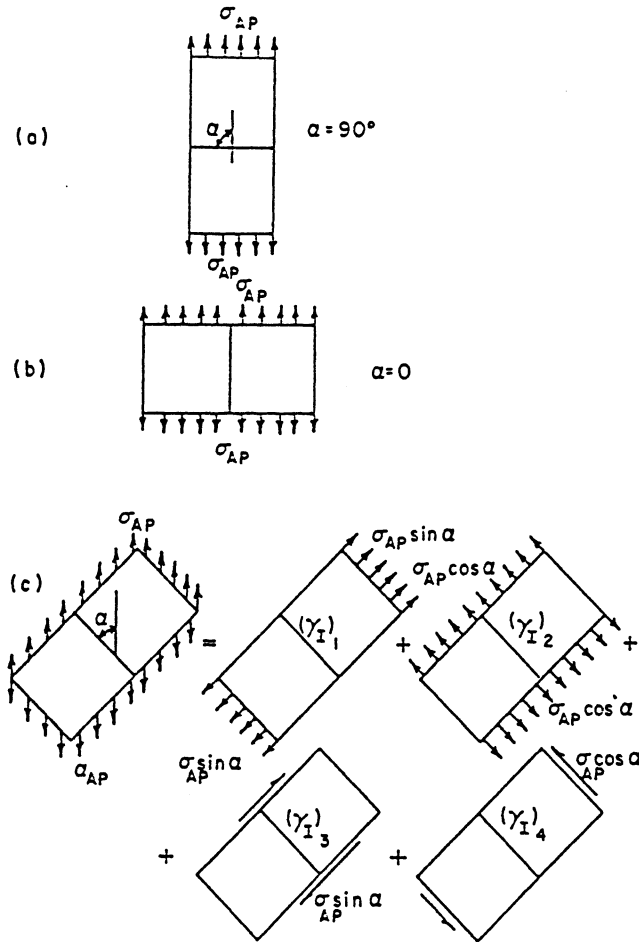 σAP
(a)
α
α = 90°
σAP
σAP
(b)
α = 0
σAP
σAP
(c)
α
αAP
=
σAP sin α
(γI)1
+
σAP cos α
(γI)2
+
σAP cos α
+
σAP sin α
(γI)3
σAP sin α
+
σAP cos α
(γI)4